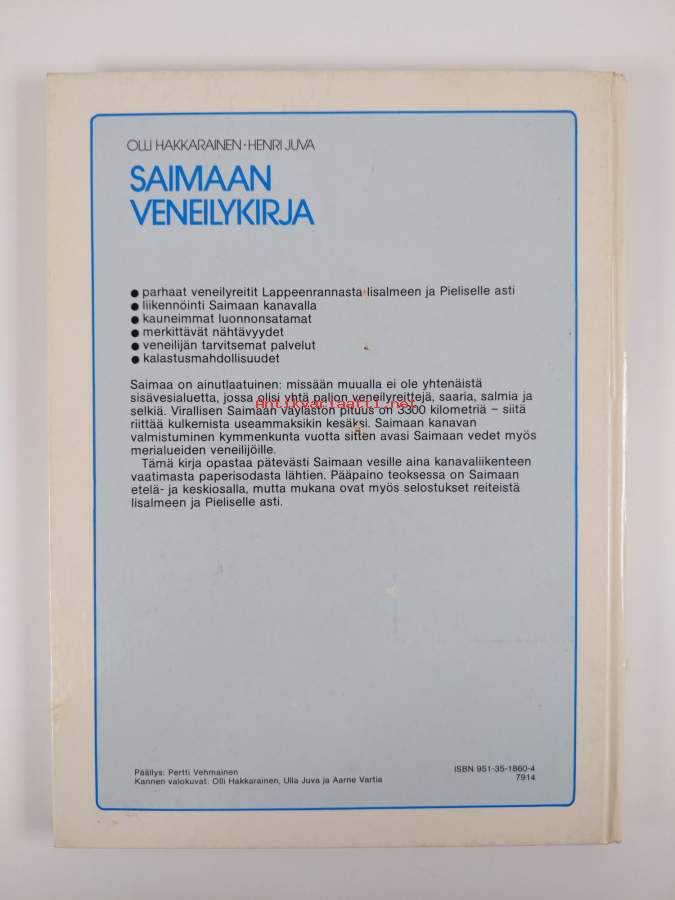 OLLI HAKKARAINEN • HENRI JUVA
SAIMAAN
VENEILYKIRJA
● parhaat veneilyreitit Lappeenrannasta Iisalmeen ja Pieliselle asti
● liikennöinti Saimaan kanavalla
● kauneimmat luonnonsatamat
● merkittävät nähtävyydet
● veneilijän tarvitsemat palvelut
● kalastusmahdollisuudet
Saimaa on ainutlaatuinen: missään muualla ei ole yhtenäistä
sisävesialuetta, jossa olisi yhtä paljon veneilyreittejä, saaria, salmia ja
Antikvariaatti.net
selkiä. Virallisen Saimaan väylästön pituus on 3300 kilometriä – siitä
riittää kulkemista useammaksikin kesäksi. Saimaan kanavan
valmistuminen kymmenkunta vuotta sitten avasi Saimaan vedet myös
merialueiden veneilijöille.
Tämä kirja opastaa pätevästi Saimaan vesille aina kanavaliikenteen
vaatimasta paperisodasta lähtien. Pääpaino teoksessa on Saimaan
etelä- ja keskiosalla, mutta mukana ovat myös selostukset reiteistä
Iisalmeen ja Pieliselle asti.
Päällys: Pertti Vehmainen
Kannen valokuvat: Olli Hakkarainen, Ulla Juva ja Aarne Vartia
ISBN 951-35-1860-4
7914